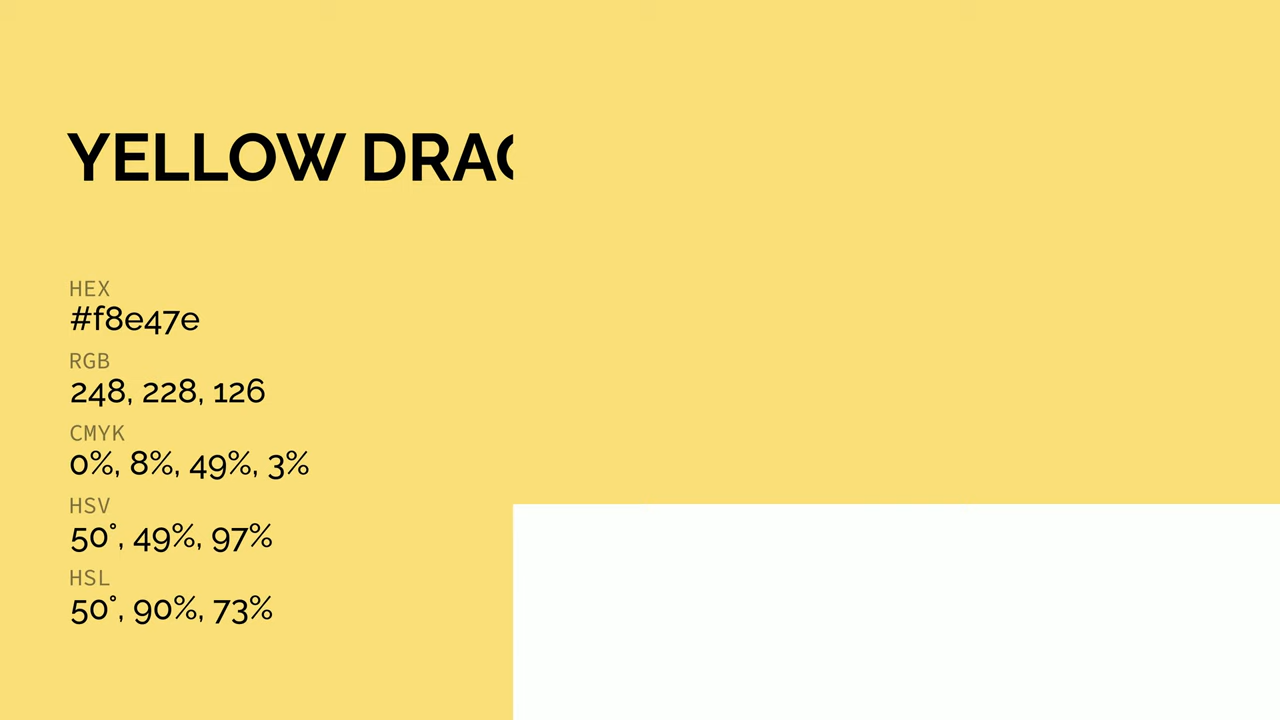 YELLOW DRA
HEX
#f8e47e
RGB
248, 228, 126
CMYK
0%, 8%, 49%, 3%
HSV
50°, 49%, 97%
HSL
50°, 90%, 73%